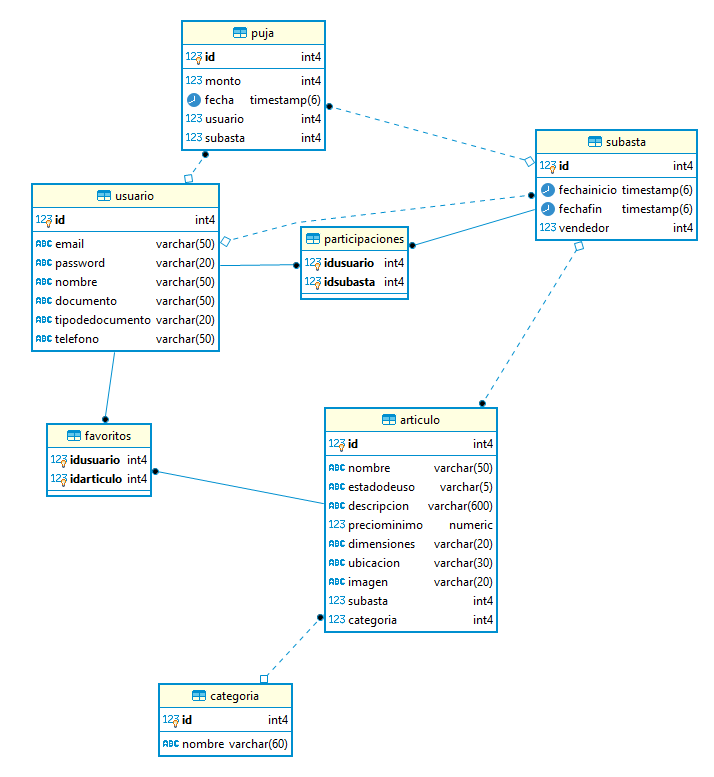 puja
123 id int4
123 monto int4
fecha timestamp(6)
123 usuario int4
123 subasta int4
subasta
123 id int4
fechainicio timestamp(6)
fechafin timestamp(6)
123 vendedor int4
usuario
123 id int4
ABC email varchar(50)
ABC password varchar(20)
ABC nombre varchar(50)
ABC documento varchar(50)
ABC tipodedocumento varchar(20)
ABC telefono varchar(50)
participaciones
123 idusuario int4
123 idsubasta int4
favoritos
123 idusuario int4
123 idarticulo int4
articulo
123 id int4
ABC nombre varchar(50)
ABC estadodeuso varchar(5)
ABC descripcion varchar(600)
123 preciominimo numeric
ABC dimensiones varchar(20)
ABC ubicacion varchar(30)
ABC imagen varchar(20)
123 subasta int4
123 categoria int4
categoria
123 id int4
ABC nombre varchar(60)